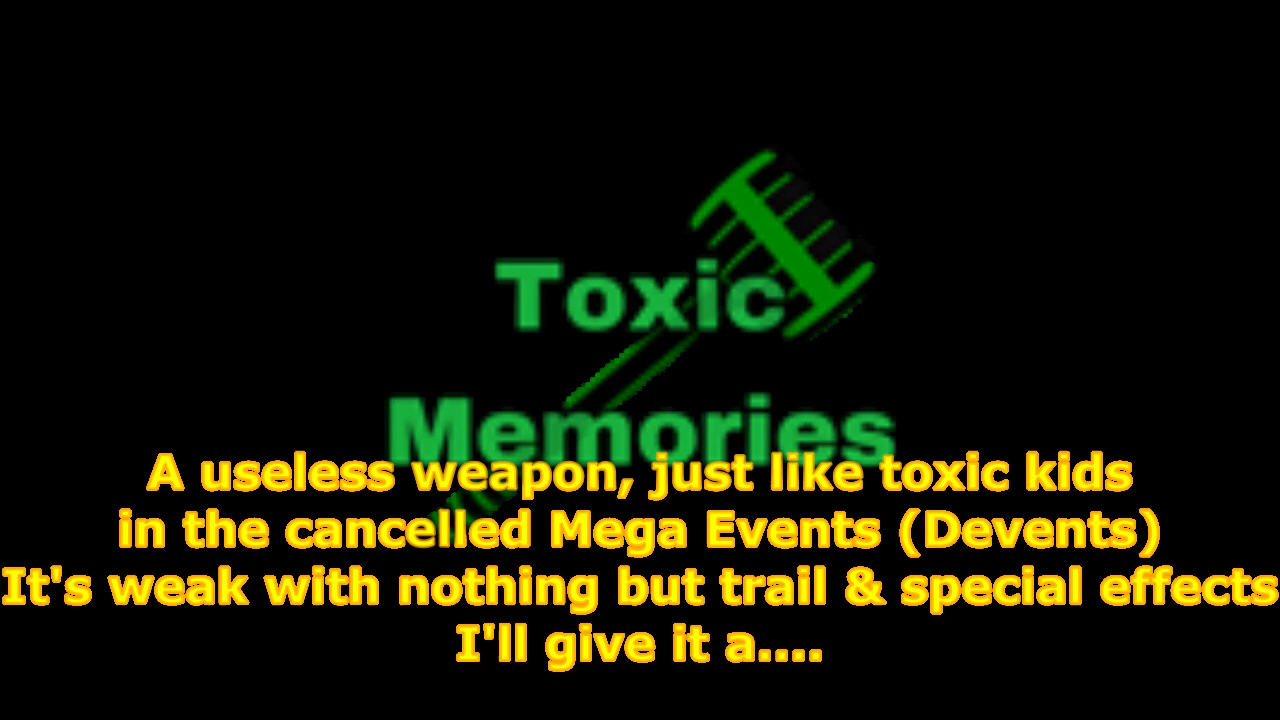 Toxic
Memories
A useless weapon, just like toxic kids
in the cancelled Mega Events (Devents)
It's weak with nothing but trail & special effects
I'll give it a....